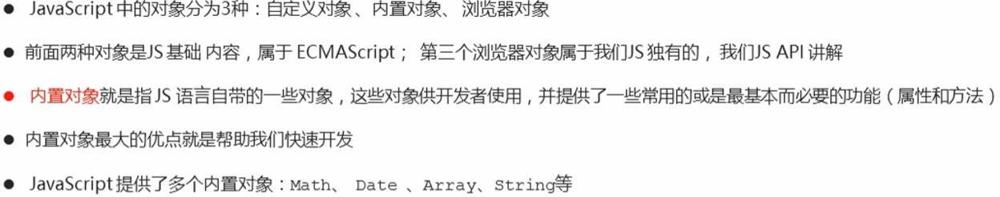 ● JavaScript 中的对象分为3种：自定义对象 、内置对象、 浏览器对象
● 前面两种对象是JS 基础 内容，属于 ECMAScript； 第三个浏览器对象属于我们JS 独有的， 我们JS API 讲解
● 内置对象就是指 JS 语言自带的一些对象，这些对象供开发者使用，并提供了一些常用的或是最基本而必要的功能（属性和方法）
● 内置对象最大的优点就是帮助我们快速开发
● JavaScript 提供了多个内置对象：Math、 Date 、Array、String等